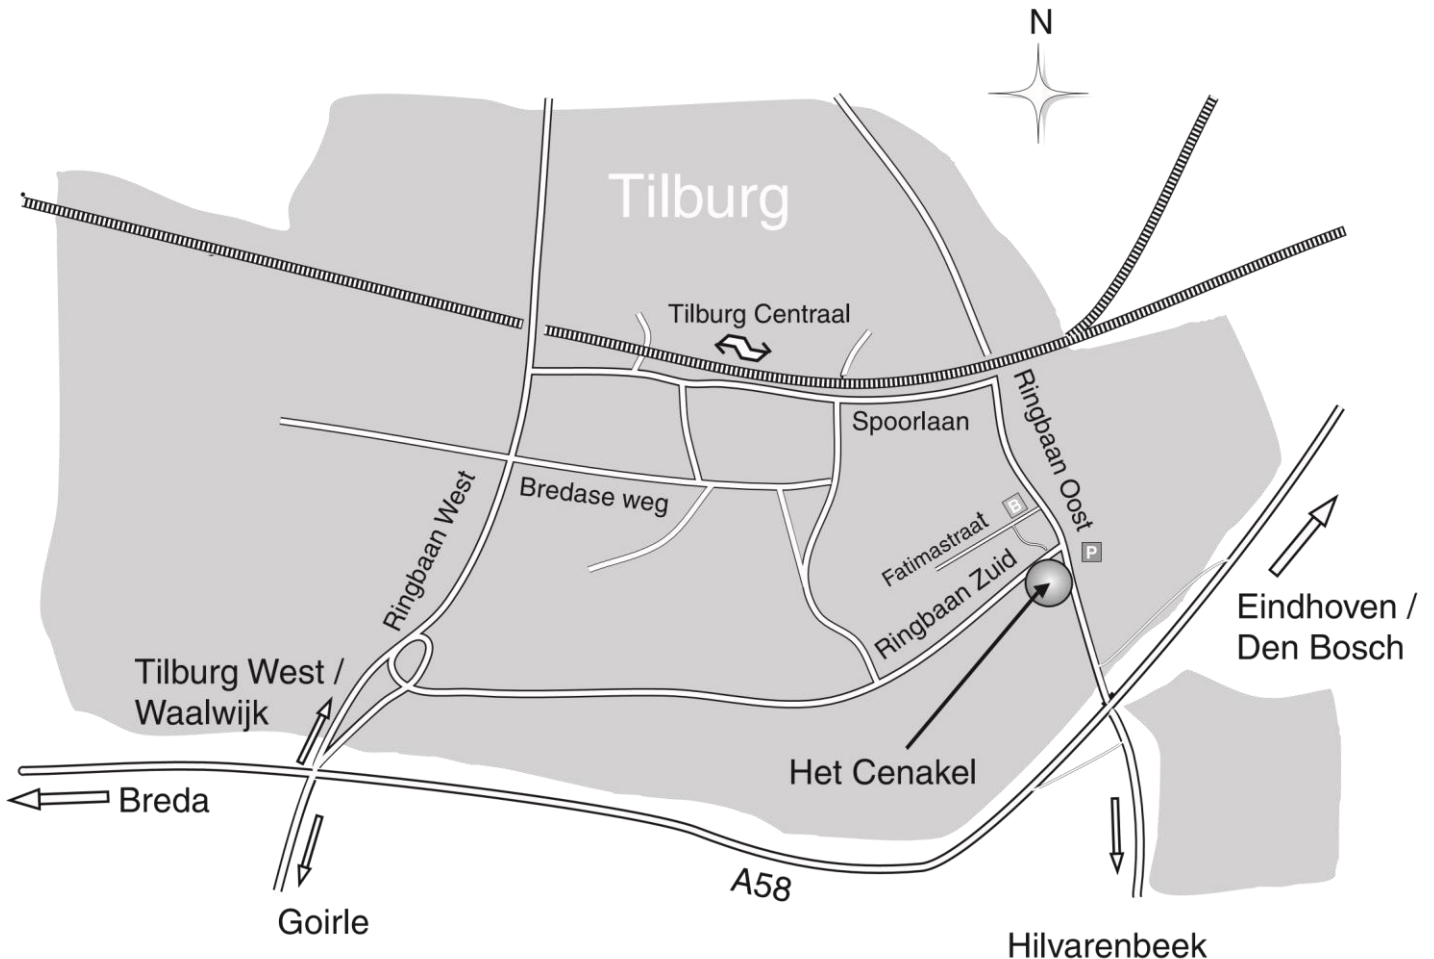 N
Tilburg
Tilburg Centraal
Spoorlaan
Ringbaan Oost
Bredase weg
Ringbaan West
B
Fatimastraat
P
Ringbaan Zuid
Eindhoven /
Den Bosch
Tilburg West /
Waalwijk
Het Cenakel
Breda
A58
Goirle
Hilvarenbeek